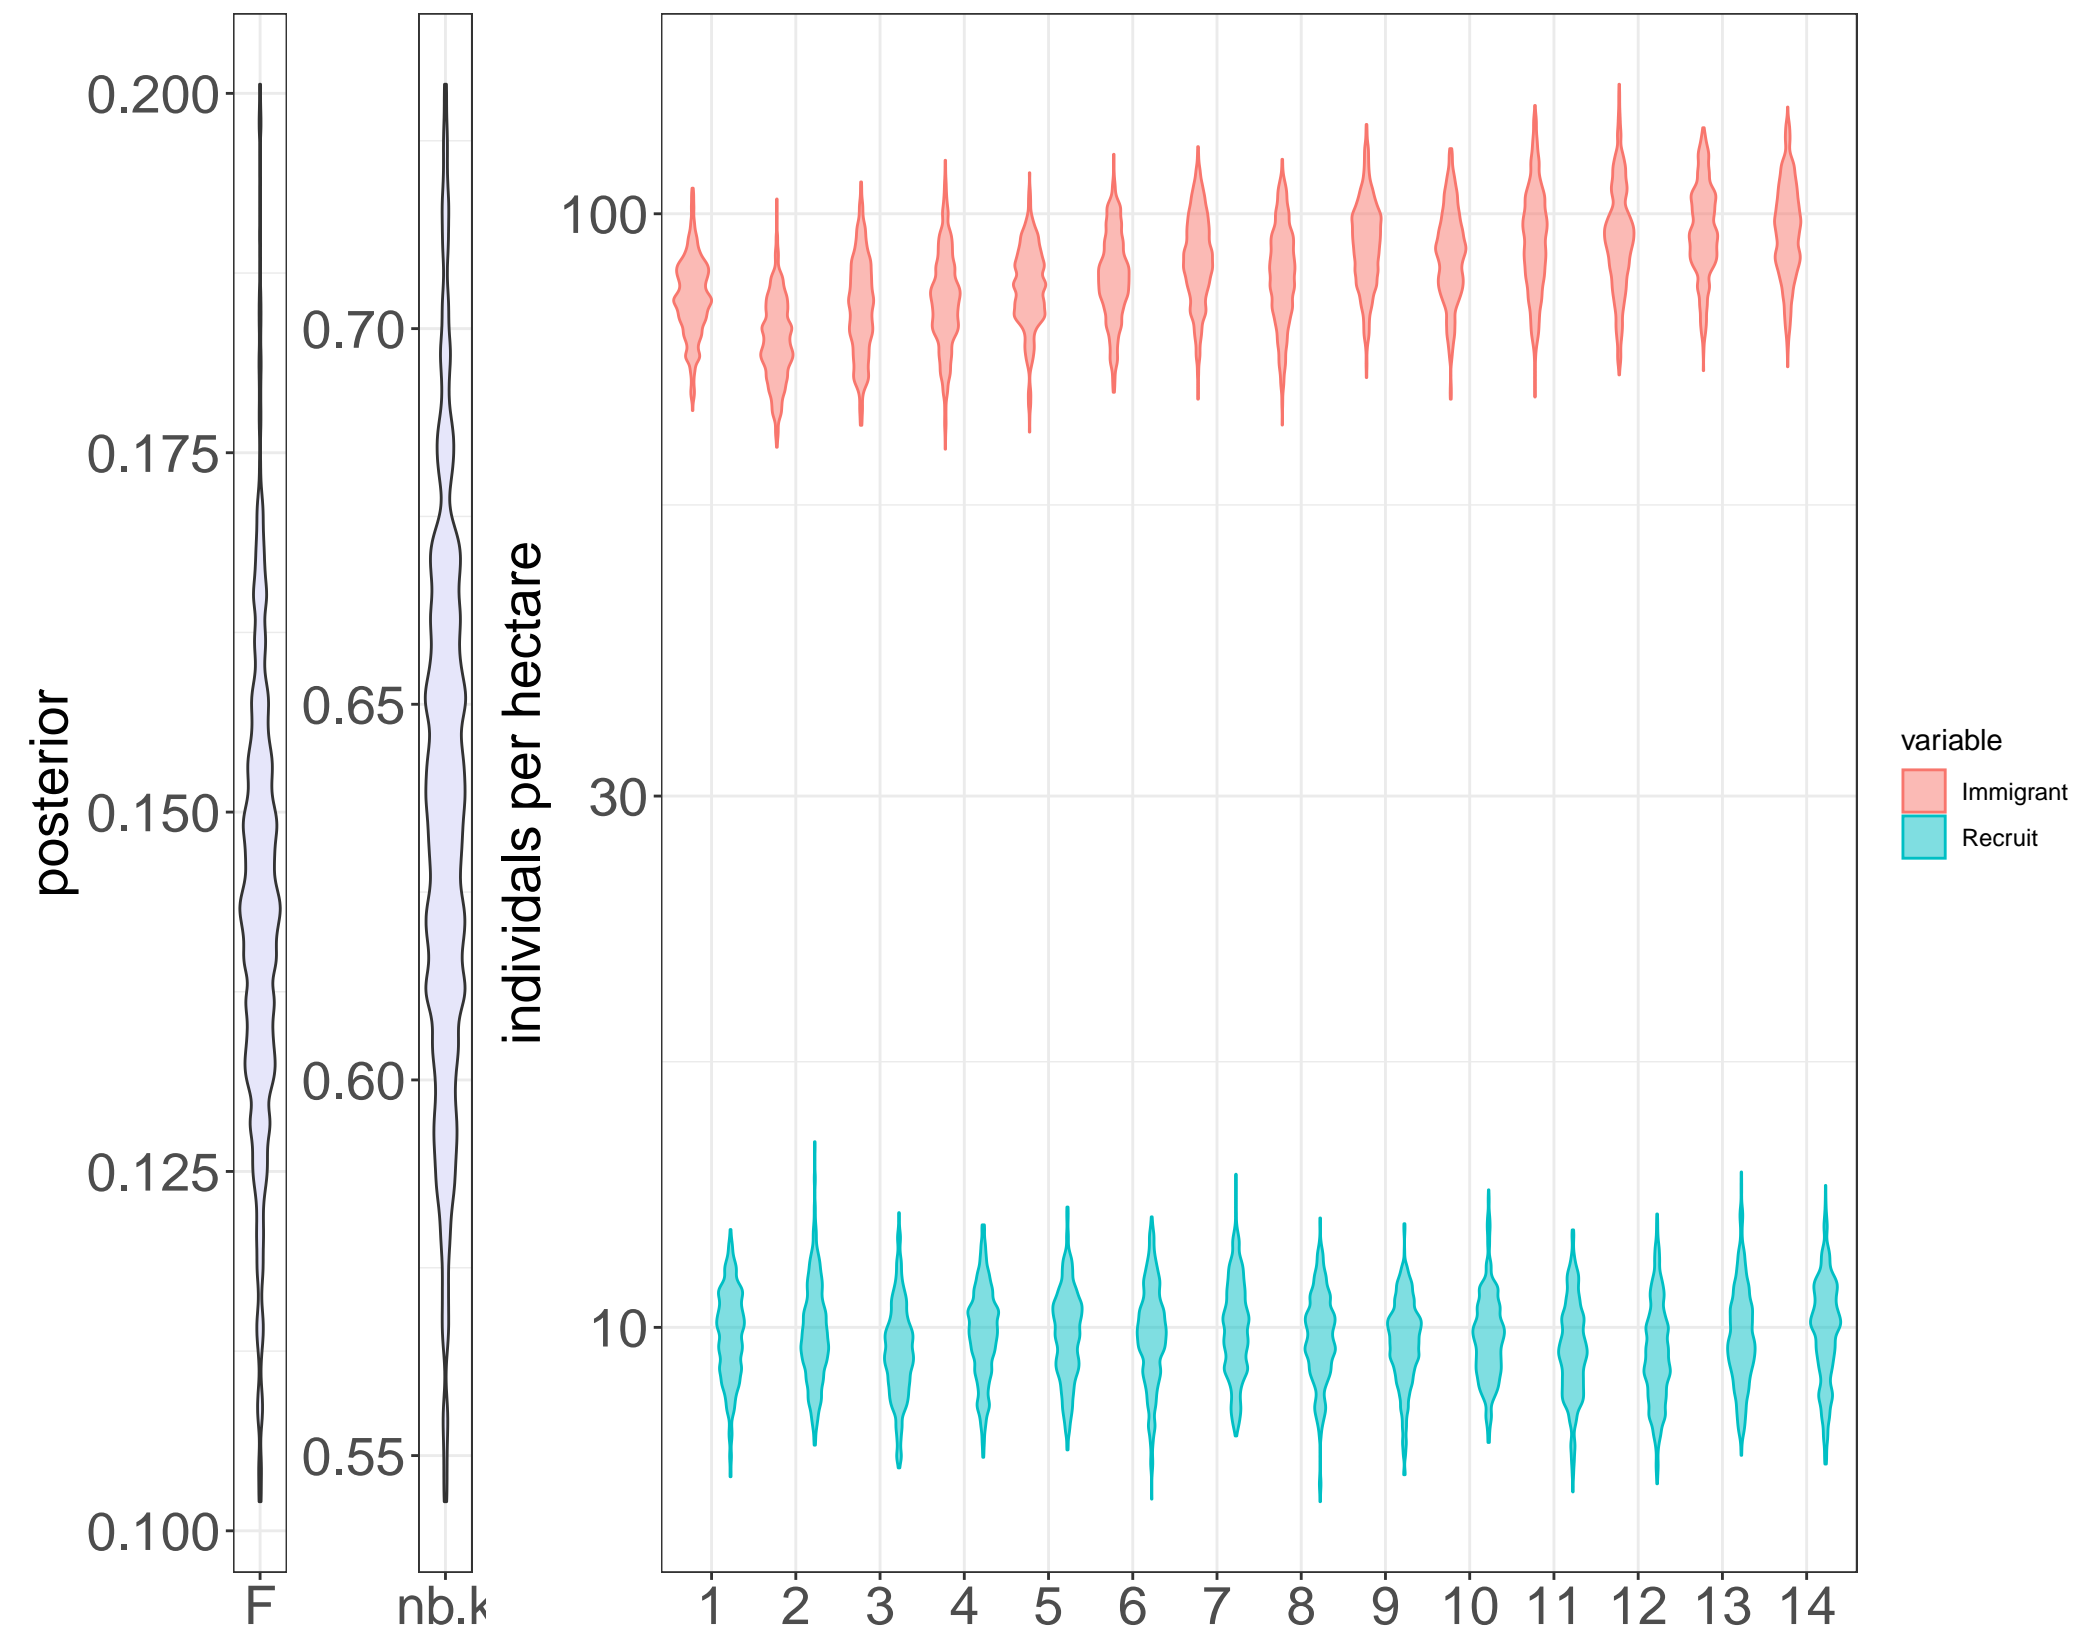 posterior
0.200
0.175
0.150
0.125
0.100
F
0.70
0.65
0.60
0.55
nb.k
individals per hectare
100
30
10
1 2 3 4 5 6 7 8 9 10 11 12 13 14
variable
Immigrant
Recruit